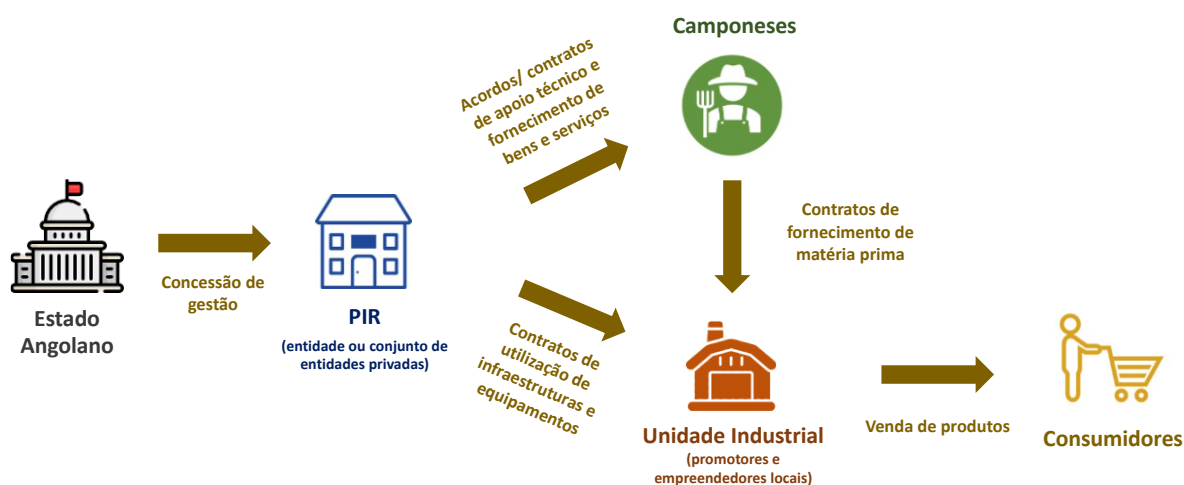 Camponeses
Acordos/ contratos
de apoio técnico e
fornecimento de
bens e serviços
Contratos de
fornecimento de
matéria prima
Concessão de
gestão
Estado
Angolano
PIR
(entidade ou conjunto de
entidades privadas)
Contratos de
utilização de
infraestruturas e
equipamentos
Unidade Industrial
(promotores e
empreendedores locais)
Venda de produtos
Consumidores